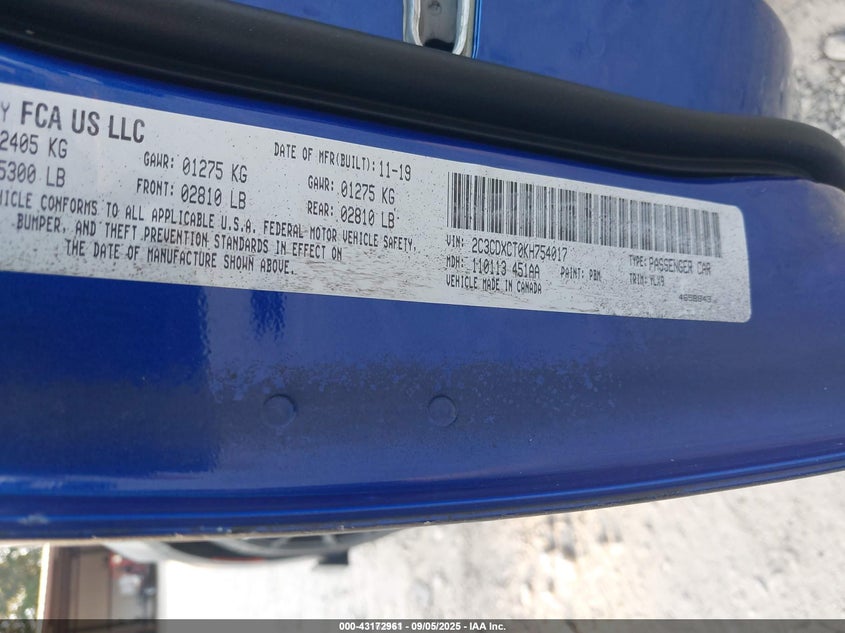 FCA US LLC
2405 KG
5300 LB
GAWR: 01275 KG
FRONT: 02810 LB
DATE OF MFR(BUILT): 11-19
GAWR: 01275 KG
REAR: 02810 LB
CONFORMS TO ALL APPLICABLE U.S.A. FEDERAL MOTOR VEHICLE SAFETY,
BUMPER, AND THEFT PREVENTION STANDARDS IN EFFECT ON
THE DATE OF MANUFACTURE SHOWN ABOVE.
VIN: 2C3CDXCT0KH754017
TYPE: PASSENGER CAR
MDH: 110113 451AA
PAINT: PBM
TRIM: YLX9
VEHICLE MADE IN CANADA
000-43172961 - 09/05/2025 - IAA Inc.